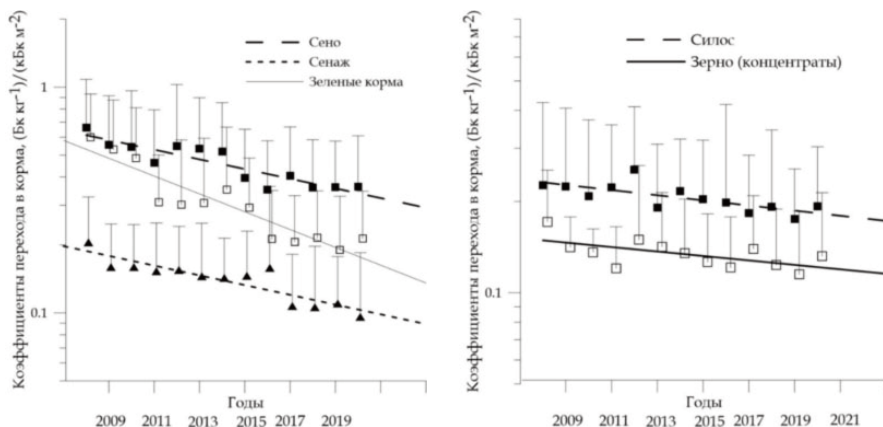 Коэффициенты перехода в корма, (Бк кг⁻¹)/(кБк м⁻²)
1
0.1
Сено
Сенаж
Зеленые корма
Годы
2009 2011 2013 2015 2017 2019
Коэффициенты перехода в корма, (Бк кг⁻¹)/(кБк м⁻²)
0.1
Силос
Зерно (концентраты)
Годы
2009 2011 2013 2015 2017 2019 2021